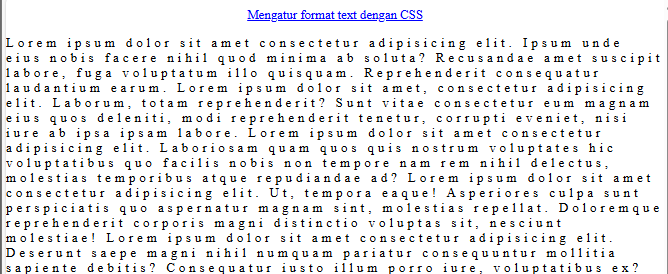 Mengatur format text dengan CSS
Lorem ipsum dolor sit amet consectetur adipisicing elit. Ipsum unde
eius nobis facere nihil quod minima ab soluta? Recusandae amet suscipit
labore, fuga voluptatum illo quisquam. Reprehenderit consequatur
laudantium earum. Lorem ipsum dolor sit amet, consectetur adipisicing
elit. Laborum, totam reprehenderit? Sunt vitae consectetur eum magnam
eius quos deleniti, modi reprehenderit tenetur, corrupti eveniet, nisi
iure ab ipsa ipsam labore. Lorem ipsum dolor sit amet consectetur
adipisicing elit. Laboriosam quam quos quis nostrum voluptates hic
voluptatibus quo facilis nobis non tempore nam rem nihil delectus,
molestias temporibus atque repudiandae ad? Lorem ipsum dolor sit amet
consectetur adipisicing elit. Ut, tempora eaque! Asperiores culpa sunt
perspiciatis quo aspernatur magnam sint, molestias repellat. Doloremque
reprehenderit corporis magni distinctio voluptas sit, nesciunt
molestiae! Lorem ipsum dolor sit amet consectetur adipisicing elit.
Deserunt saepe magni nihil numquam pariatur consequuntur mollitia
sapiente debitis? Consequatur iusto illum porro iure, voluptatibus ex?